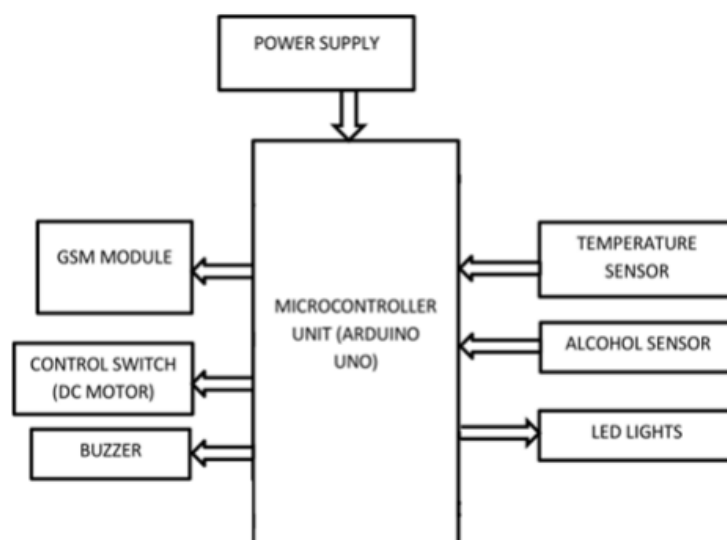 POWER SUPPLY
GSM MODULE
CONTROL SWITCH
(DC MOTOR)
BUZZER
MICROCONTROLLER
UNIT (ARDUINO
UNO)
TEMPERATURE
SENSOR
ALCOHOL SENSOR
LED LIGHTS